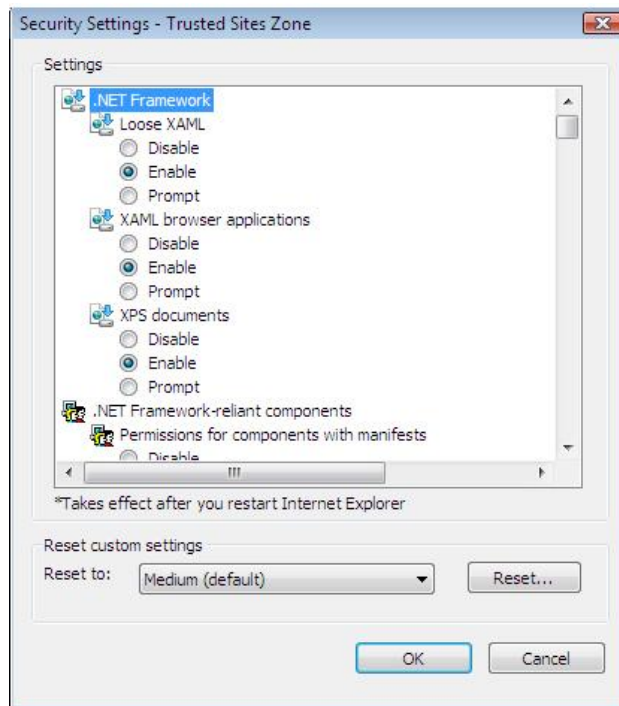 Security Settings - Trusted Sites Zone
Settings
.NET Framework
Loose XAML
Disable
Enable
Prompt
XAML browser applications
Disable
Enable
Prompt
XPS documents
Disable
Enable
Prompt
.NET Framework-reliant components
Permissions for components with manifests
Disable
*Takes effect after you restart Internet Explorer
Reset custom settings
Reset to: Medium (default) Reset...
OK Cancel